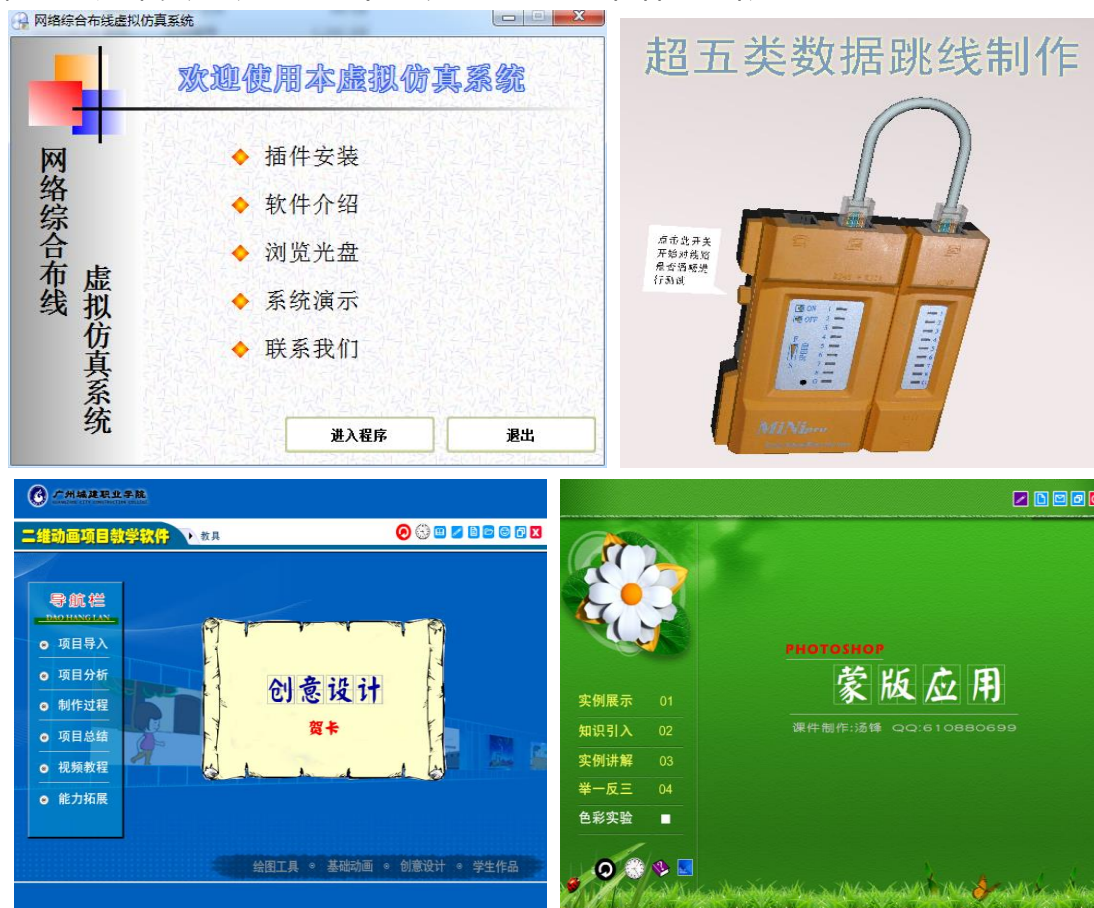 网络综合布线虚拟仿真系统
欢迎使用本虚拟仿真系统
网络综合布线
虚拟仿真系统
插件安装
软件介绍
浏览光盘
系统演示
联系我们
进入程序
退出
超五类数据跳线制作
点击此开关
开始对线路
是否通畅进
行测试
ON 1
OFF 2
3
4
5
6
7
8
G
MiNipro
广州城建职业学院
二维动画项目教学软件
教具
导航栏
DAO HANG LAN
项目导入
项目分析
制作过程
项目总结
视频教程
能力拓展
创意设计
贺卡
绘图工具 基础动画 创意设计 学生作品
PHOTOSHOP
蒙版应用
课件制作:汤锋 QQ:610880699
实例展示 01
知识引入 02
实例讲解 03
举一反三 04
色彩实验